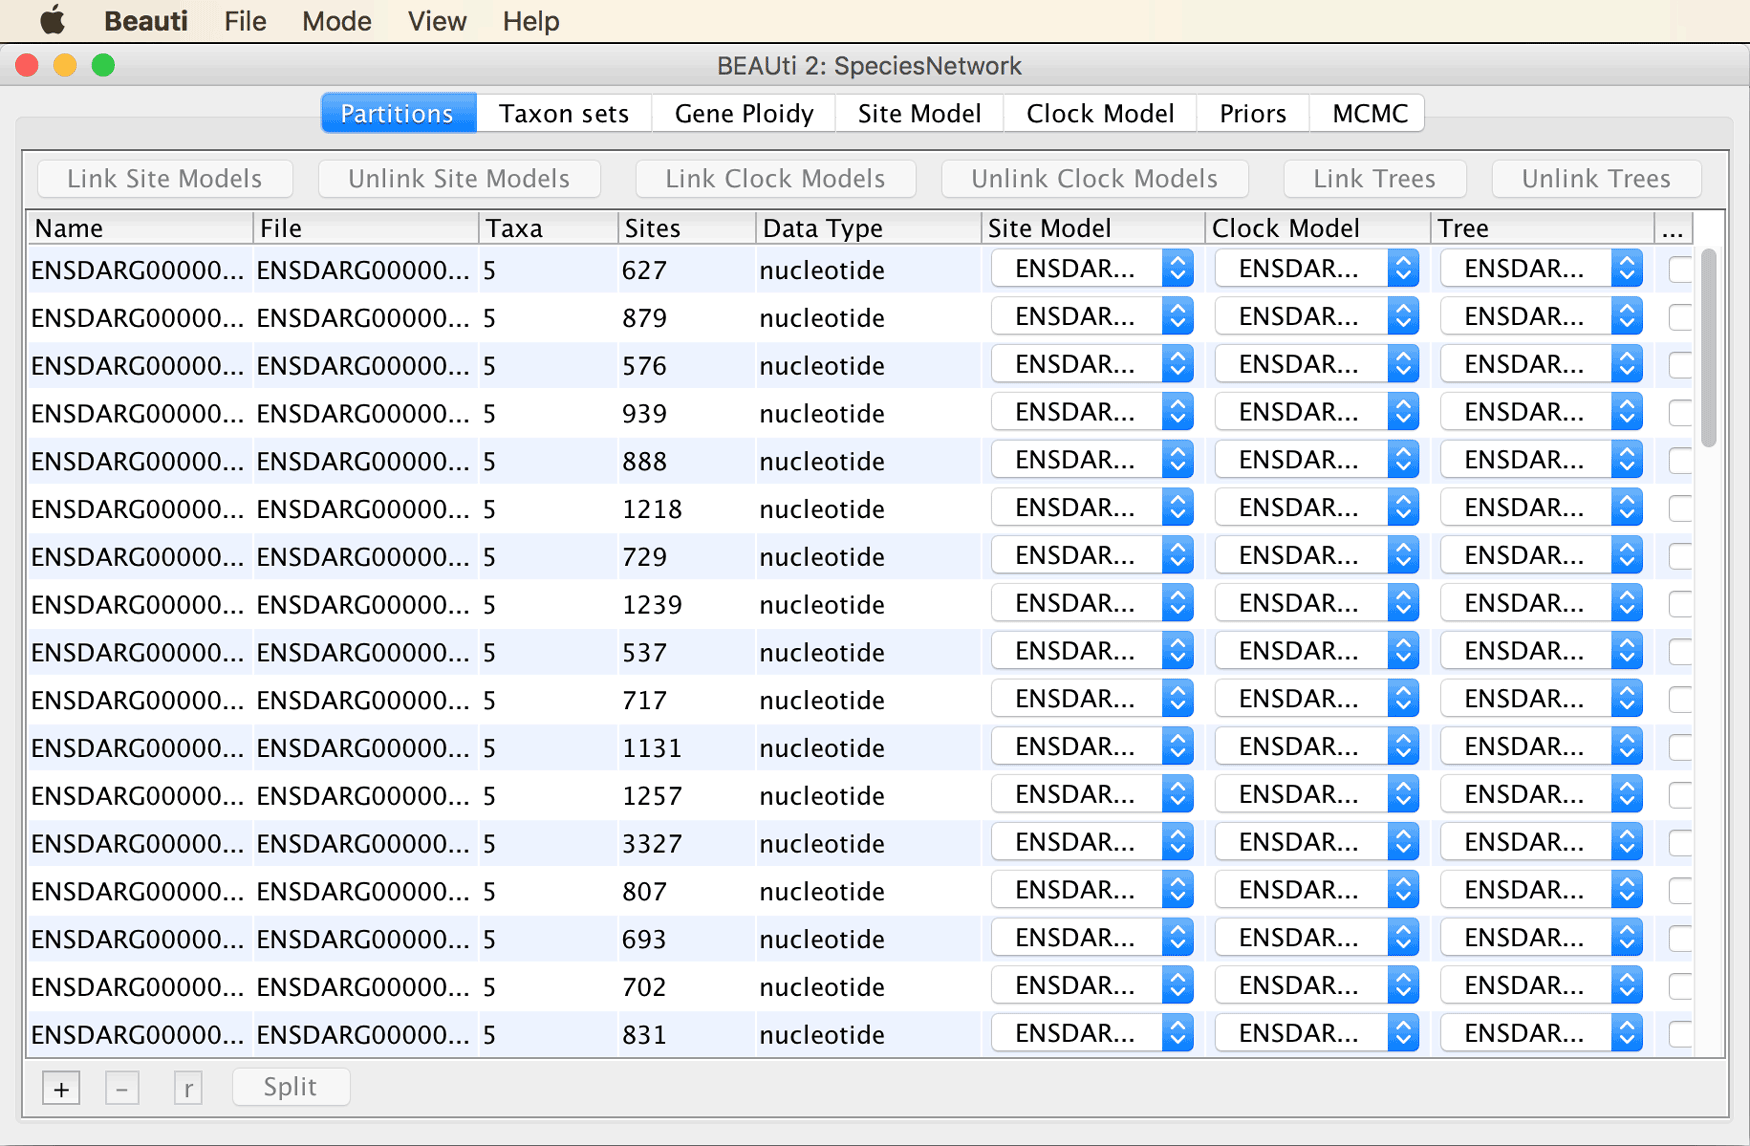 Beauti File Mode View Help
BEAUti 2: SpeciesNetwork
Partitions Taxon sets Gene Ploidy Site Model Clock Model Priors MCMC
Link Site Models Unlink Site Models Link Clock Models Unlink Clock Models Link Trees Unlink Trees
Name File Taxa Sites Data Type Site Model Clock Model Tree ...
ENSDARG00000... ENSDARG00000... 5 627 nucleotide ENSDAR... ENSDAR... ENSDAR...
ENSDARG00000... ENSDARG00000... 5 879 nucleotide ENSDAR... ENSDAR... ENSDAR...
ENSDARG00000... ENSDARG00000... 5 576 nucleotide ENSDAR... ENSDAR... ENSDAR...
ENSDARG00000... ENSDARG00000... 5 939 nucleotide ENSDAR... ENSDAR... ENSDAR...
ENSDARG00000... ENSDARG00000... 5 888 nucleotide ENSDAR... ENSDAR... ENSDAR...
ENSDARG00000... ENSDARG00000... 5 1218 nucleotide ENSDAR... ENSDAR... ENSDAR...
ENSDARG00000... ENSDARG00000... 5 729 nucleotide ENSDAR... ENSDAR... ENSDAR...
ENSDARG00000... ENSDARG00000... 5 1239 nucleotide ENSDAR... ENSDAR... ENSDAR...
ENSDARG00000... ENSDARG00000... 5 537 nucleotide ENSDAR... ENSDAR... ENSDAR...
ENSDARG00000... ENSDARG00000... 5 717 nucleotide ENSDAR... ENSDAR... ENSDAR...
ENSDARG00000... ENSDARG00000... 5 1131 nucleotide ENSDAR... ENSDAR... ENSDAR...
ENSDARG00000... ENSDARG00000... 5 1257 nucleotide ENSDAR... ENSDAR... ENSDAR...
ENSDARG00000... ENSDARG00000... 5 3327 nucleotide ENSDAR... ENSDAR... ENSDAR...
ENSDARG00000... ENSDARG00000... 5 807 nucleotide ENSDAR... ENSDAR... ENSDAR...
ENSDARG00000... ENSDARG00000... 5 693 nucleotide ENSDAR... ENSDAR... ENSDAR...
ENSDARG00000... ENSDARG00000... 5 702 nucleotide ENSDAR... ENSDAR... ENSDAR...
ENSDARG00000... ENSDARG00000... 5 831 nucleotide ENSDAR... ENSDAR... ENSDAR...
+ - r Split